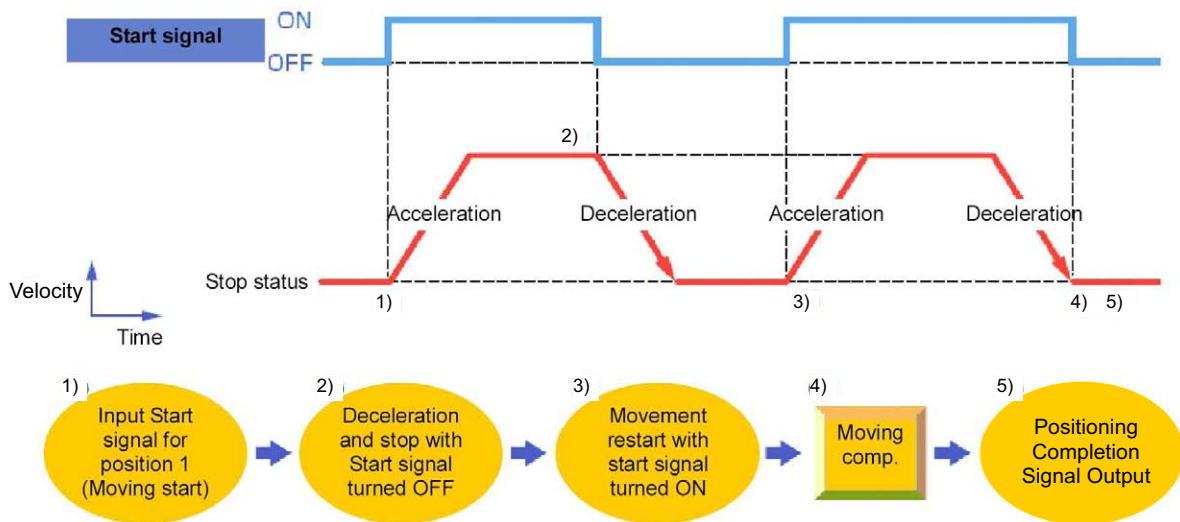 Start signal
ON
OFF
2)
Acceleration
Deceleration
Acceleration
Deceleration
Stop status
Velocity
Time
1)
3)
4)
5)
1)
Input Start
signal for
position 1
(Moving start)
2)
Deceleration
and stop with
Start signal
turned OFF
3)
Movement
restart with
start signal
turned ON
4)
Moving
comp.
5)
Positioning
Completion
Signal Output